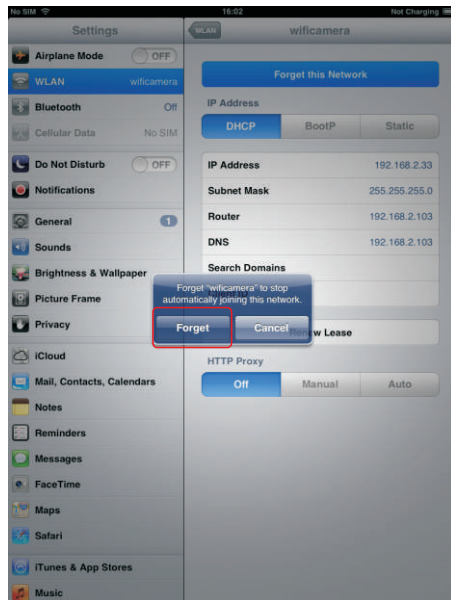 No SIM
16:02
Not Charging
Settings
WLAN
wificamera
Airplane Mode
OFF
WLAN
wificamera
Bluetooth
Off
Cellular Data
No SIM
Do Not Disturb
OFF
Notifications
General
1
Sounds
Brightness & Wallpaper
Picture Frame
Privacy
iCloud
Mail, Contacts, Calendars
Notes
Reminders
Messages
FaceTime
Maps
Safari
iTunes & App Stores
Music
Forget this Network
IP Address
DHCP
BootP
Static
IP Address
192.168.2.33
Subnet Mask
255.255.255.0
Router
192.168.2.103
DNS
192.168.2.103
Search Domains
Forget "wificamera" to stop
automatically joining this network.
Forget
Cancel
w Lease
HTTP Proxy
Off
Manual
Auto